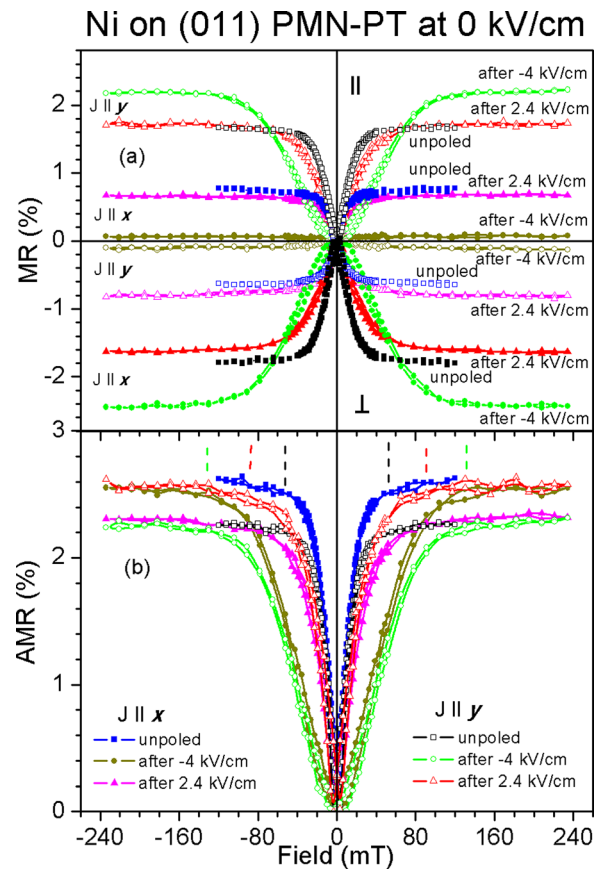 Ni on (011) PMN-PT at 0 kV/cm
||
after -4 kV/cm
J || y
after 2.4 kV/cm
2
unpoled
(a)
unpoled
1
after 2.4 kV/cm
J || x
after -4 kV/cm
0
MR (%)
J || y
after -4 kV/cm
unpoled
-1
after 2.4 kV/cm
after 2.4 kV/cm
J || x
unpoled
-2
⊥
after -4 kV/cm
3
2
(b)
AMR (%)
1
J || x
J || y
unpoled
unpoled
after -4 kV/cm
after -4 kV/cm
after 2.4 kV/cm
after 2.4 kV/cm
0
-240 -160 -80 0 80 160 240
Field (mT)